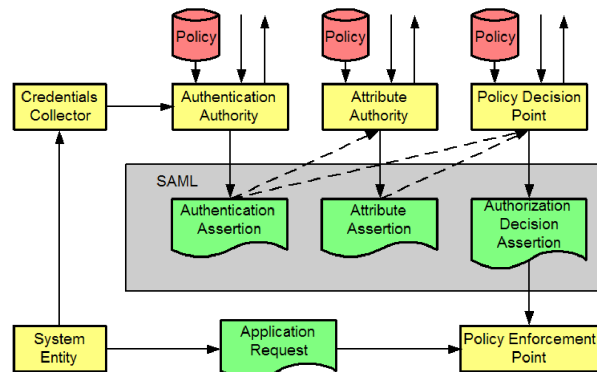 Policy
Policy
Policy
Credentials
Collector
Authentication
Authority
Attribute
Authority
Policy Decision
Point
SAML
Authentication
Assertion
Attribute
Assertion
Authorization
Decision
Assertion
System
Entity
Application
Request
Policy Enforcement
Point